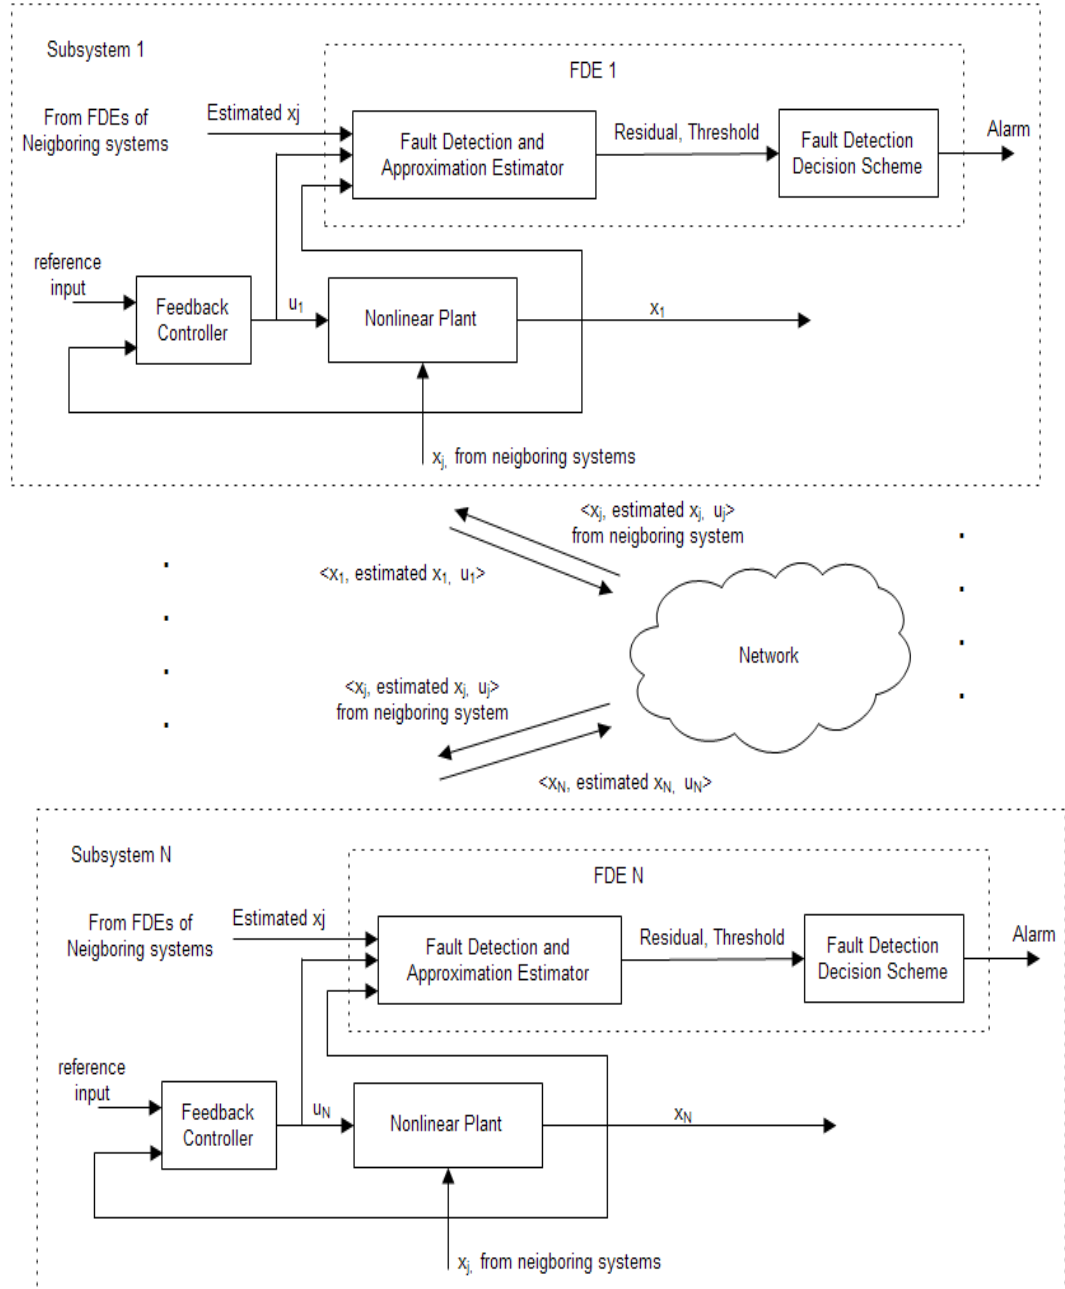 Subsystem 1
FDE 1
From FDEs of
Neighboring systems
Estimated xj
Fault Detection and
Approximation Estimator
Residual, Threshold
Fault Detection
Decision Scheme
Alarm
reference
input
Feedback
Controller
u1
Nonlinear Plant
x1
xj, from neigboring systems
<xj, estimated xj, uj>
from neigboring system
<x1, estimated x1, u1>
Network
<xj, estimated xj, uj>
from neigboring system
<xN, estimated xN, uN>
Subsystem N
FDE N
From FDEs of
Neighboring systems
Estimated xj
Fault Detection and
Approximation Estimator
Residual, Threshold
Fault Detection
Decision Scheme
Alarm
reference
input
Feedback
Controller
uN
Nonlinear Plant
xN
xj, from neigboring systems